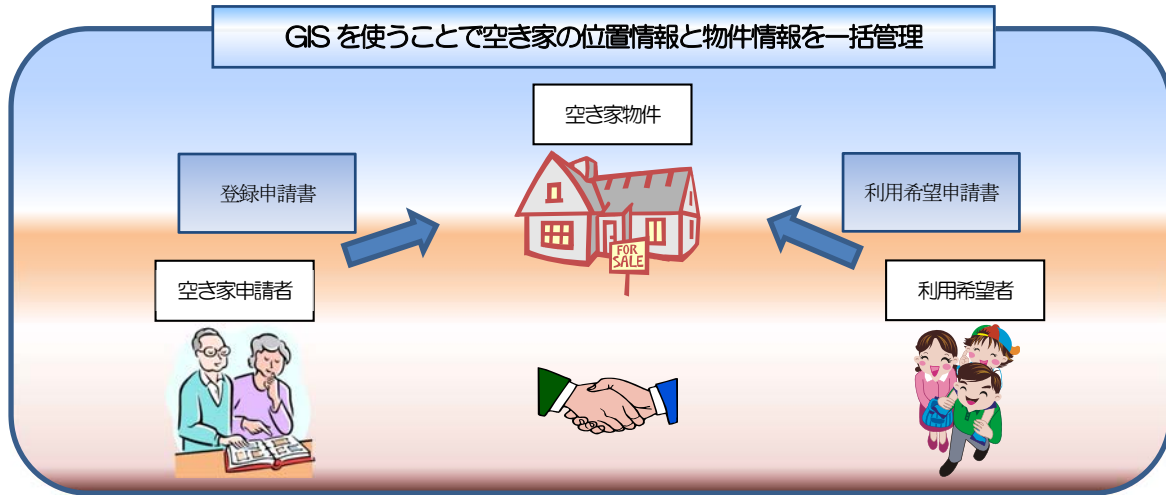 GIS を使うことで空き家の位置情報と物件情報を一括管理
空き家物件
登録申請書
利用希望申請書
FOR
SALE
空き家申請者
利用希望者